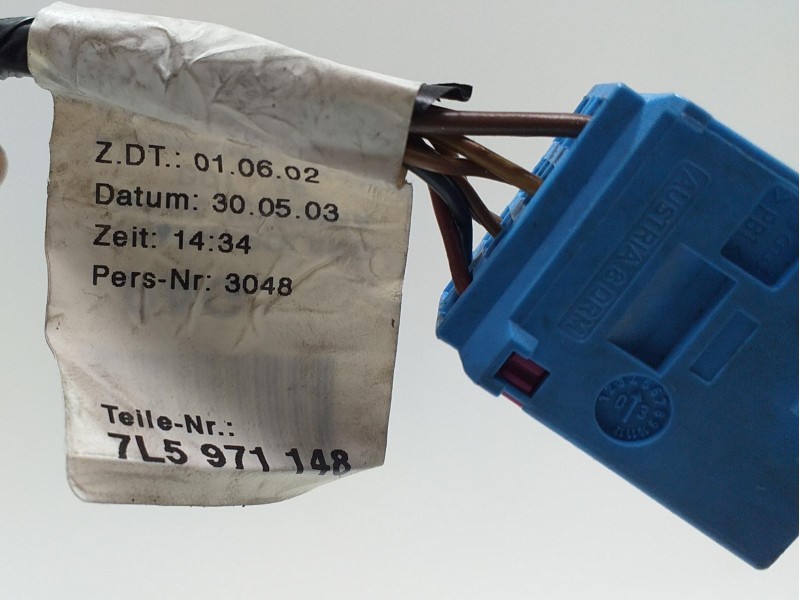 Z.DT.: 01.06.02
Datum: 30.05.03
Zeit: 14:34
Pers-Nr: 3048
Teile-Nr.:
7L5 971 148
AUSTRIA